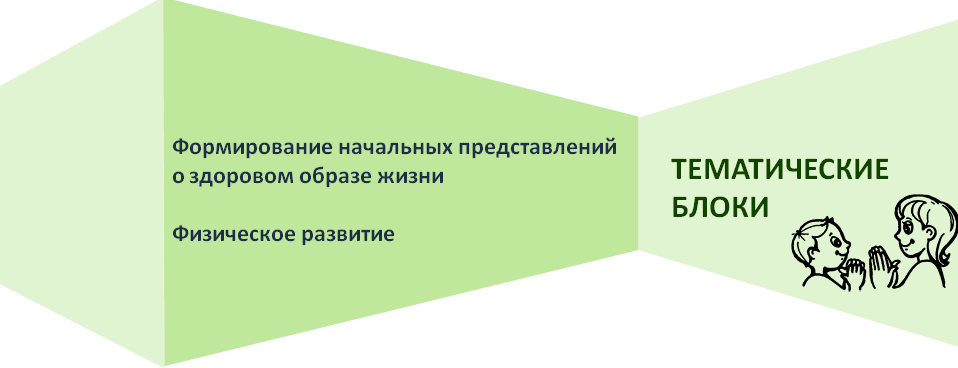 Формирование начальных представлений
о здоровом образе жизни
Физическое развитие
ТЕМАТИЧЕСКИЕ
БЛОКИ